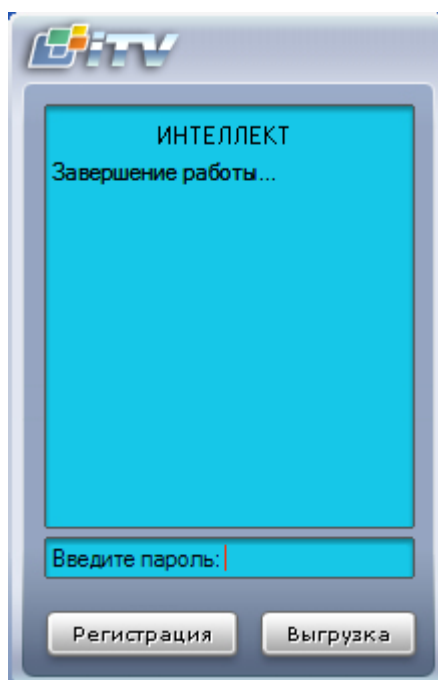 iTV
ИНТЕЛЛЕКТ
Завершение работы...
Введите пароль:
Регистрация
Выгрузка